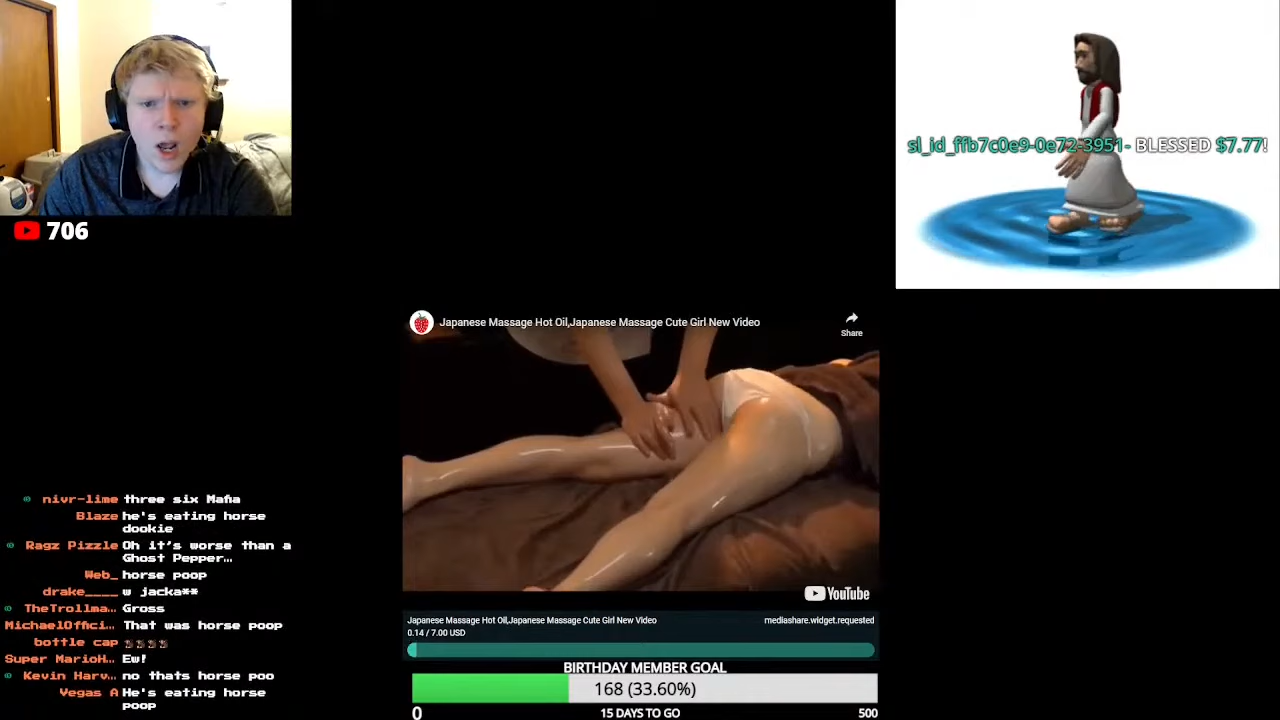 sl_id_ffb7c0e9-0e72-3951- BLESSED $7.77!
706
Japanese Massage Hot Oil,Japanese Massage Cute Girl New Video
Share
YouTube
Japanese Massage Hot Oil,Japanese Massage Cute Girl New Video
mediashare.widget.requested
0.14 / 7.00 USD
BIRTHDAY MEMBER GOAL
168 (33.60%)
0
15 DAYS TO GO
500
nivr-lime three six Mafia
Blaze he's eating horse
dookie
Ragz Pizzle Oh it's worse than a
Ghost Pepper...
Web_ horse poop
drake____ w jacka**
TheTrollma... Gross
MichaelOffici... That was horse poop
bottle cap
Super MarioH... Ew!
Kevin Harv... no thats horse poo
Vegas A He's eating horse
poop